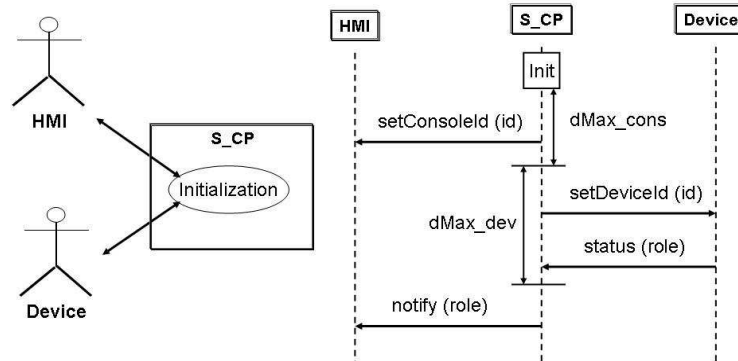 HMI
S_CP
Initialization
Device
HMI
S_CP
Device
Init
setConsoleId (id)
dMax_cons
setDeviceId (id)
dMax_dev
status (role)
notify (role)